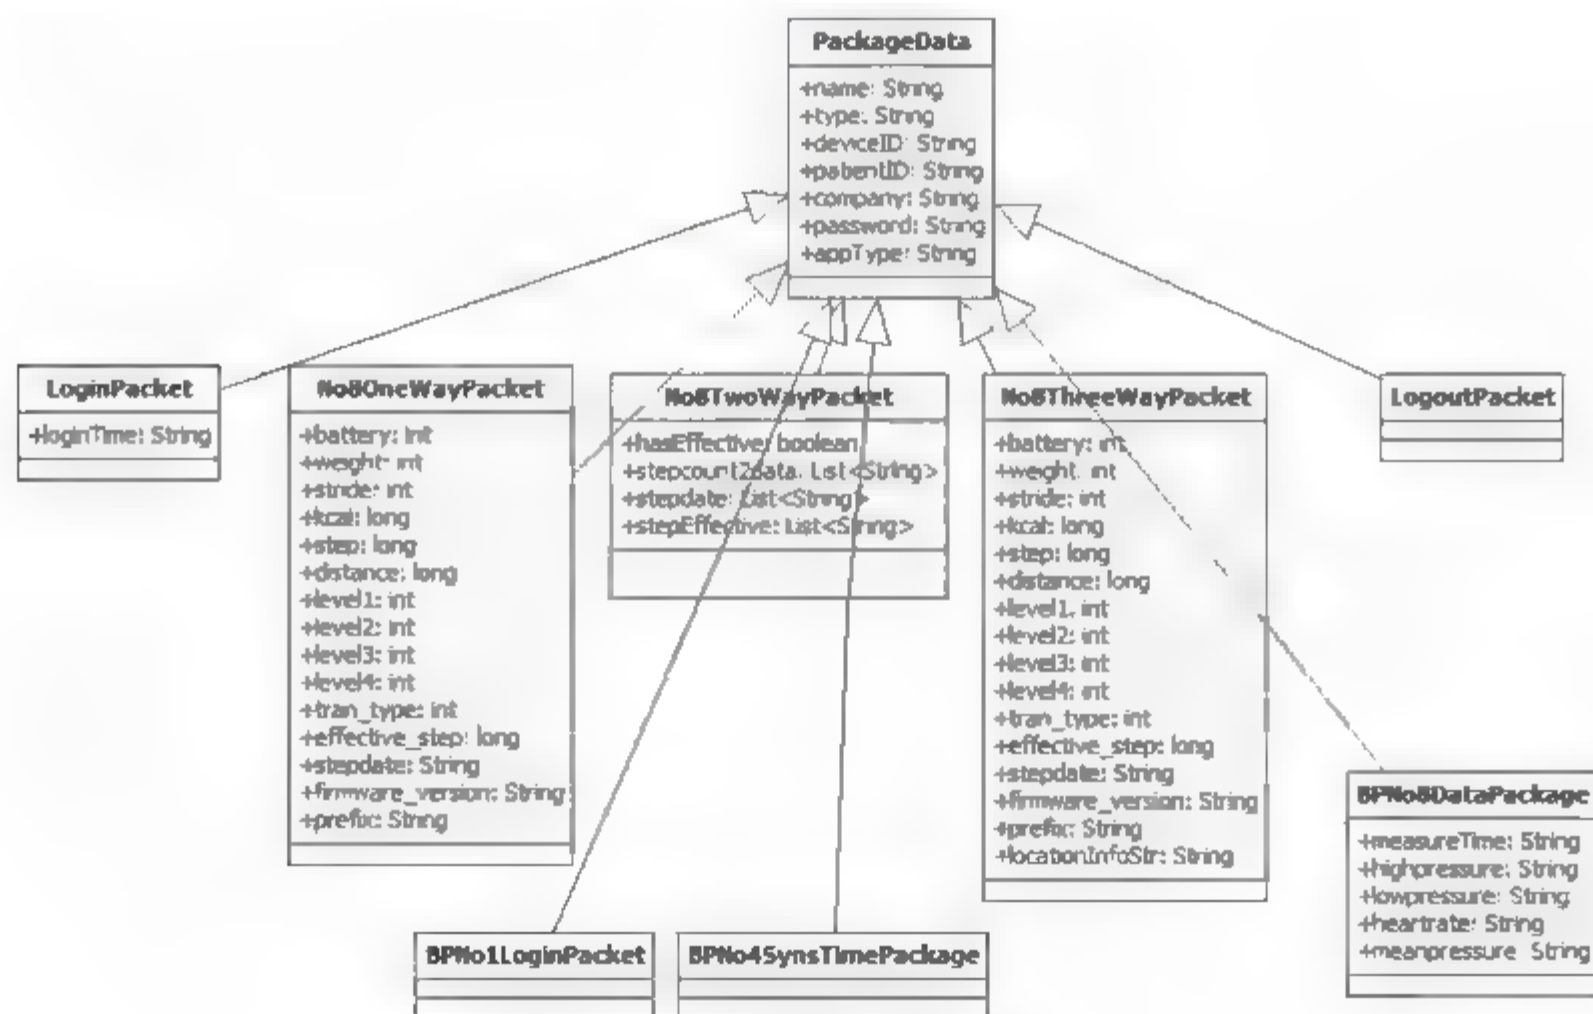 PackageData
+name: String
+type: String
+deviceID: String
+patientID: String
+company: String
+password: String
+appType: String
LoginPacket
+loginTime: String
No8OneWayPacket
+battery: int
+weight: int
+stride: int
+kcal: long
+step: long
+distance: long
+level1: int
+level2: int
+level3: int
+level4: int
+tran_type: int
+effective_step: long
+stepdate: String
+firmware_version: String
+prefix: String
No8TwoWayPacket
+hasEffective: boolean
+stepcount2data: List<String>
+stepdate: List<String>
+stepEffective: List<String>
No8ThreeWayPacket
+battery: int
+weight: int
+stride: int
+kcal: long
+step: long
+distance: long
+level1: int
+level2: int
+level3: int
+level4: int
+tran_type: int
+effective_step: long
+stepdate: String
+firmware_version: String
+prefix: String
+locationInfoStr: String
LogoutPacket
BPNo8DataPackage
+measureTime: String
+highpressure: String
+lowpressure: String
+heartrate: String
+meanpressure: String
BPNo1LoginPacket
BPNo4SynsTimePackage